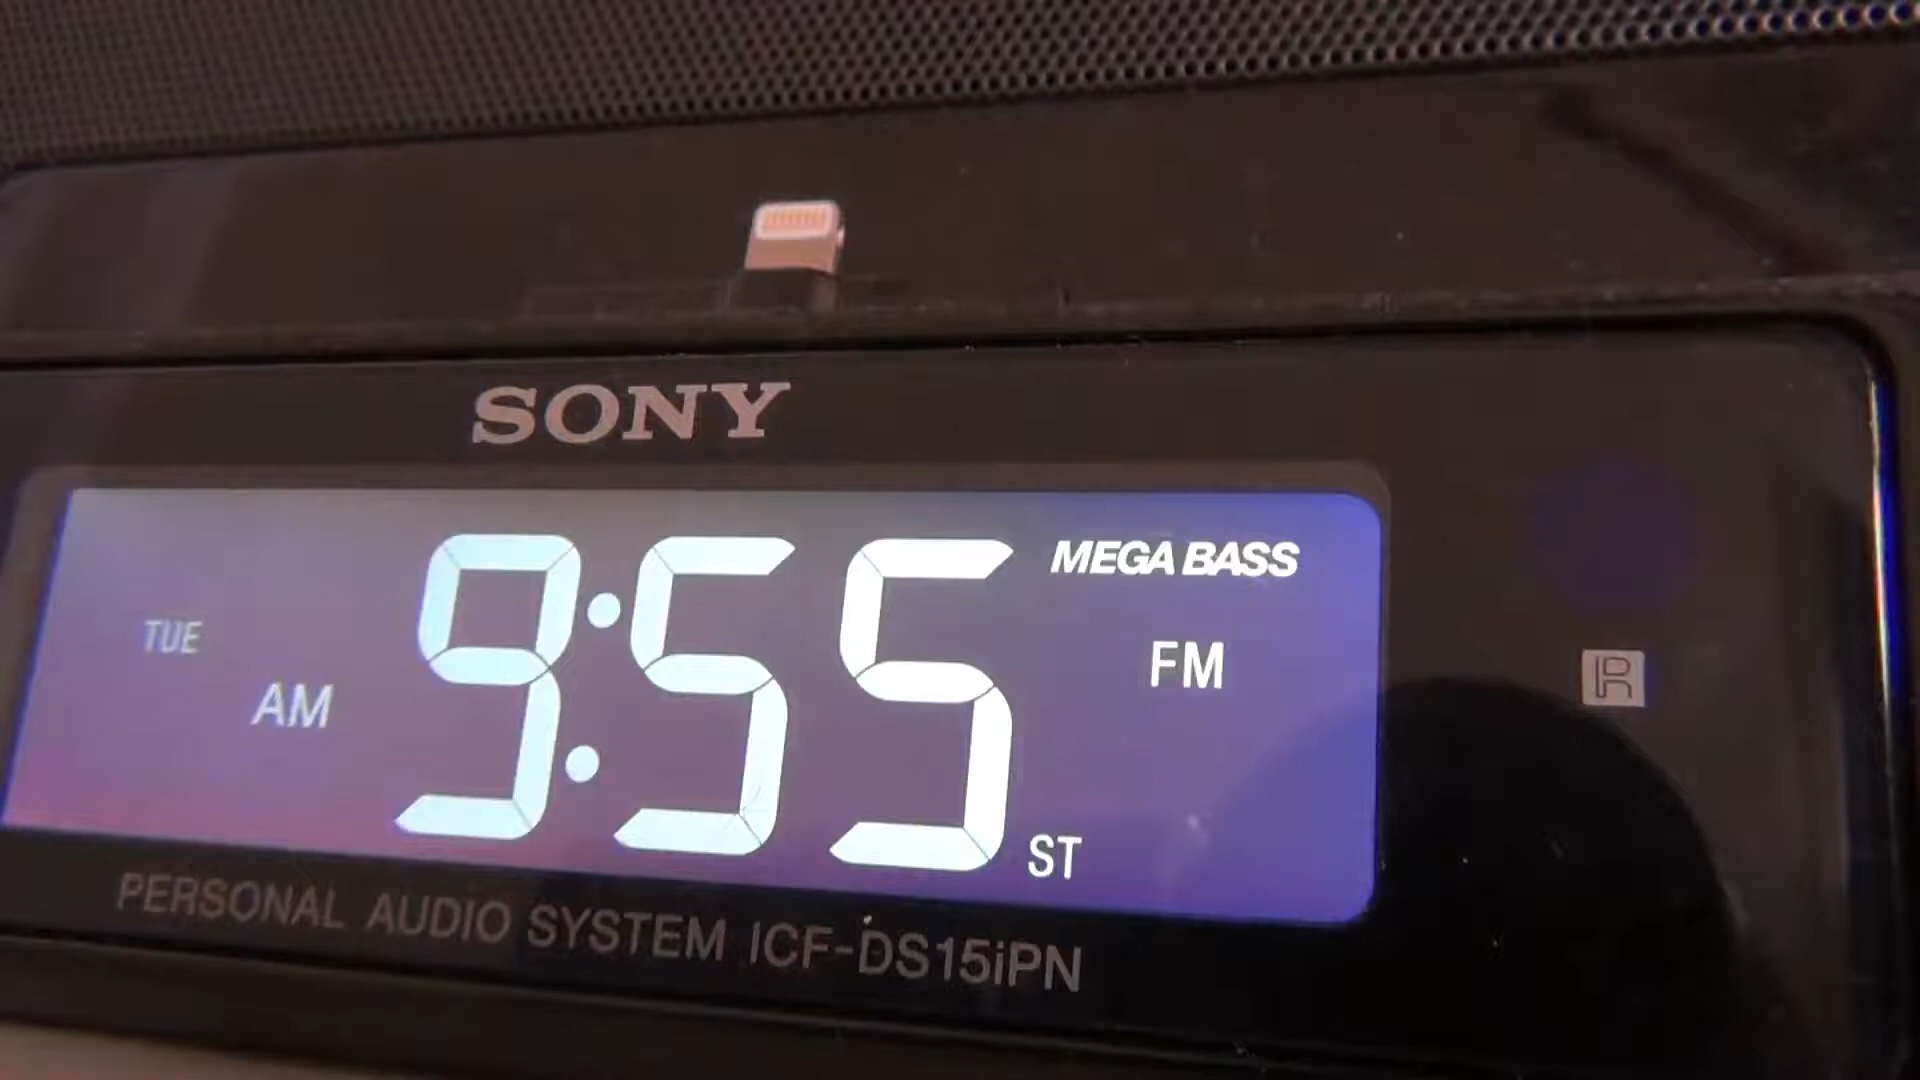 SONY
MEGA BASS
TUE
AM 9:55 FM
ST
PERSONAL AUDIO SYSTEM ICF-DS15iPN